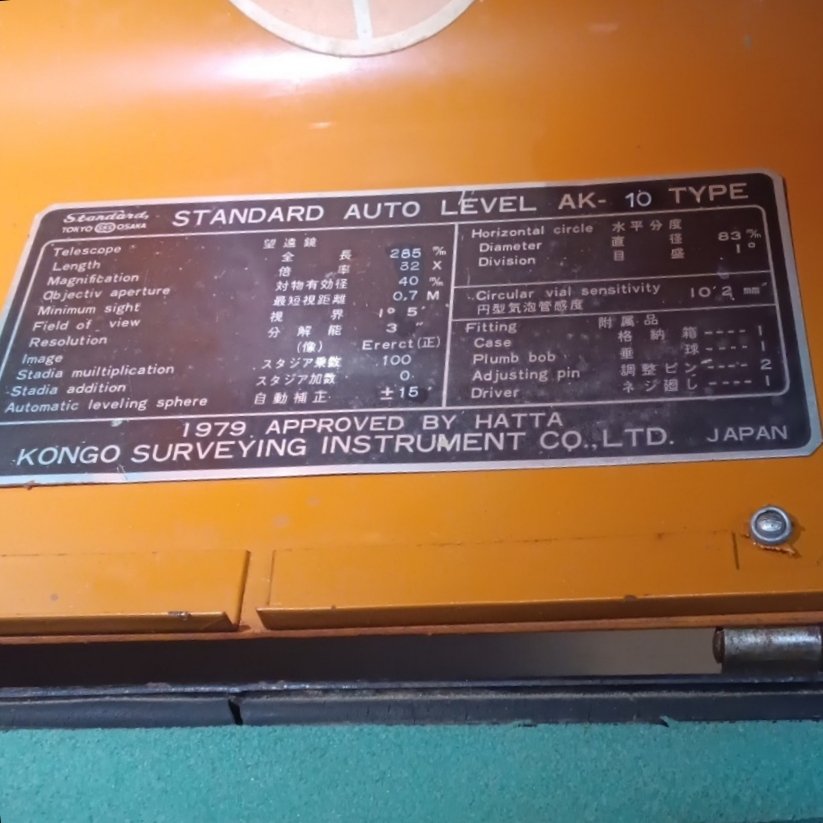 Standard,
TOKYO OSAKA
STANDARD AUTO LEVEL AK- 10 TYPE
Telescope 望遠鏡
Length 全長 285 ㎜
Magnification 倍率 32 X
Objectiv aperture 対物有効径 40 ㎜
Minimum sight 最短視距離 0.7 M
Field of view 視界 1° 5'
Resolution 分解能 3 "
Image (像) Ererct(正)
Stadia muiltiplication スタジア乗数 100
Stadia addition スタジア加数 0
Automatic leveling sphere 自動補正 ±15'
Horizontal circle 水平分度
Diameter 直径 83 ㎜
Division 目盛 1°
Circular vial sensitivity 10'2 mm
円型気泡管感度
Fitting 附属品
Case 格納箱 ---- 1
Plumb bob 垂球 ---- 1
Adjusting pin 調整ピン ---- 2
Driver ネジ廻し ---- 1
1979 APPROVED BY HATTA
KONGO SURVEYING INSTRUMENT CO.,LTD. JAPAN